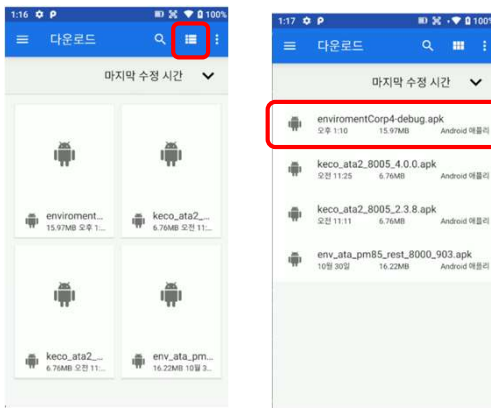 1:16 P 100%
다운로드
마지막 수정 시간
enviroment...
15.97MB 오후 1:...
keco_ata2_...
6.76MB 오전 11:...
keco_ata2_...
6.76MB 오전 11:...
env_ata_pm...
16.22MB 10월 3...
1:17 P 100%
다운로드
마지막 수정 시간
enviromentCorp4-debug.apk
오후 1:10 15.97MB Android 애플리
keco_ata2_8005_4.0.0.apk
오전 11:25 6.76MB Android 애플리
keco_ata2_8005_2.3.8.apk
오전 11:11 6.76MB Android 애플리
env_ata_pm85_rest_8000_903.apk
10월 30일 16.22MB Android 애플리